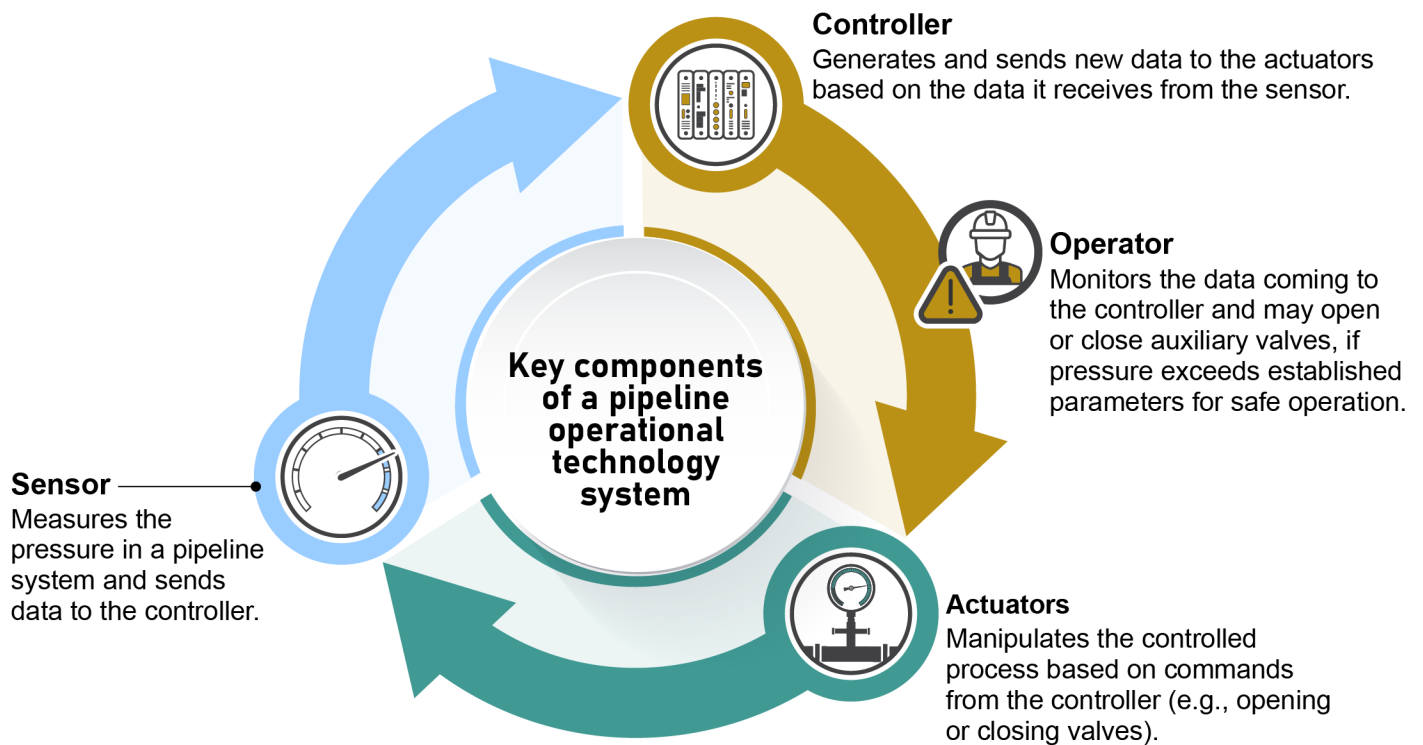 Controller
Generates and sends new data to the actuators
based on the data it receives from the sensor.
Operator
Monitors the data coming to
the controller and may open
or close auxiliary valves, if
pressure exceeds established
parameters for safe operation.
Key components
of a pipeline
operational
technology
system
Sensor
Measures the
pressure in a pipeline
system and sends
data to the controller.
Actuators
Manipulates the controlled
process based on commands
from the controller (e.g., opening
or closing valves).